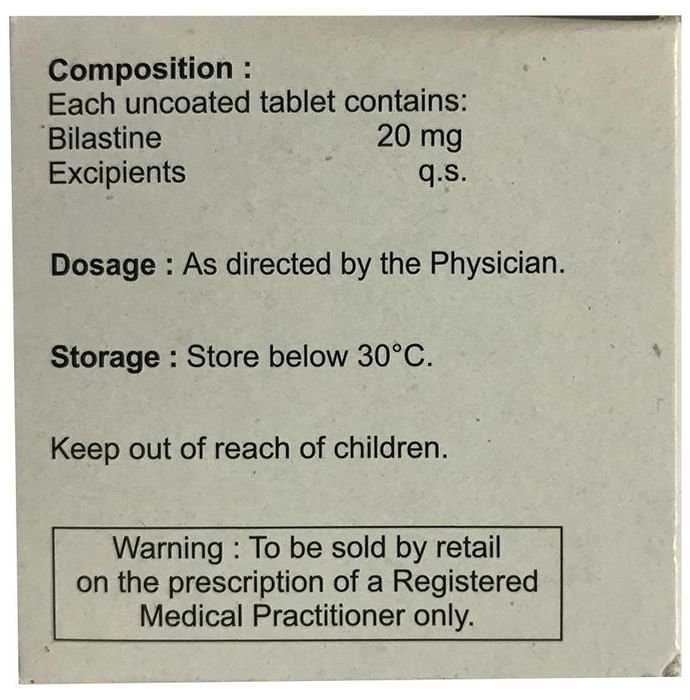 Composition :
Each uncoated tablet contains:
Bilastine 20 mg
Excipients q.s.
Dosage : As directed by the Physician.
Storage : Store below 30°C.
Keep out of reach of children.
Warning : To be sold by retail
on the prescription of a Registered
Medical Practitioner only.